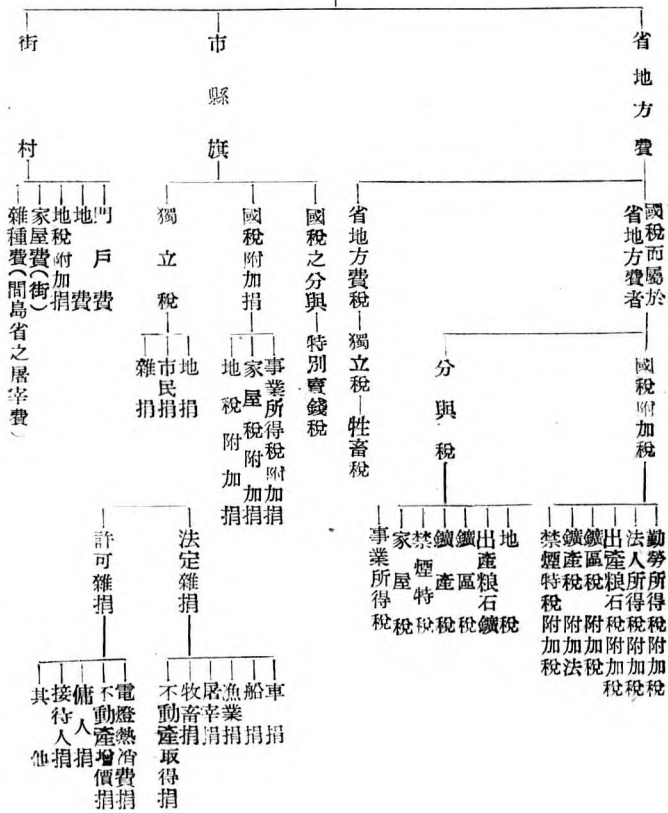 省地方費
國稅而屬於
省地方費者
國稅附加稅
勤勞所得稅附加稅
法人所得稅附加稅
出產粮石稅附加稅
鑛區稅附加稅
鑛產稅附加法
禁煙特稅附加稅
分與稅
地稅
出產粮石鑛
鑛區稅
鑛產稅
禁煙特稅
家屋稅
事業所得稅
省地方費稅—獨立稅—牲畜稅
市縣旗
國稅之分與—特別賣錢稅
國稅附加捐
事業所得稅附加捐
家屋稅附加捐
地稅附加捐
獨立稅
地捐
市民捐
雜捐
法定雜捐
車捐
船捐
漁業捐
屠宰捐
牧畜捐
不動產取得捐
許可雜捐
電燈熱消費捐
不動產增價捐
傭人捐
接待人捐
其他
街村
門戶費
地費
地稅附加捐
家屋費(街)
雜種費(間島省之屠宰費)